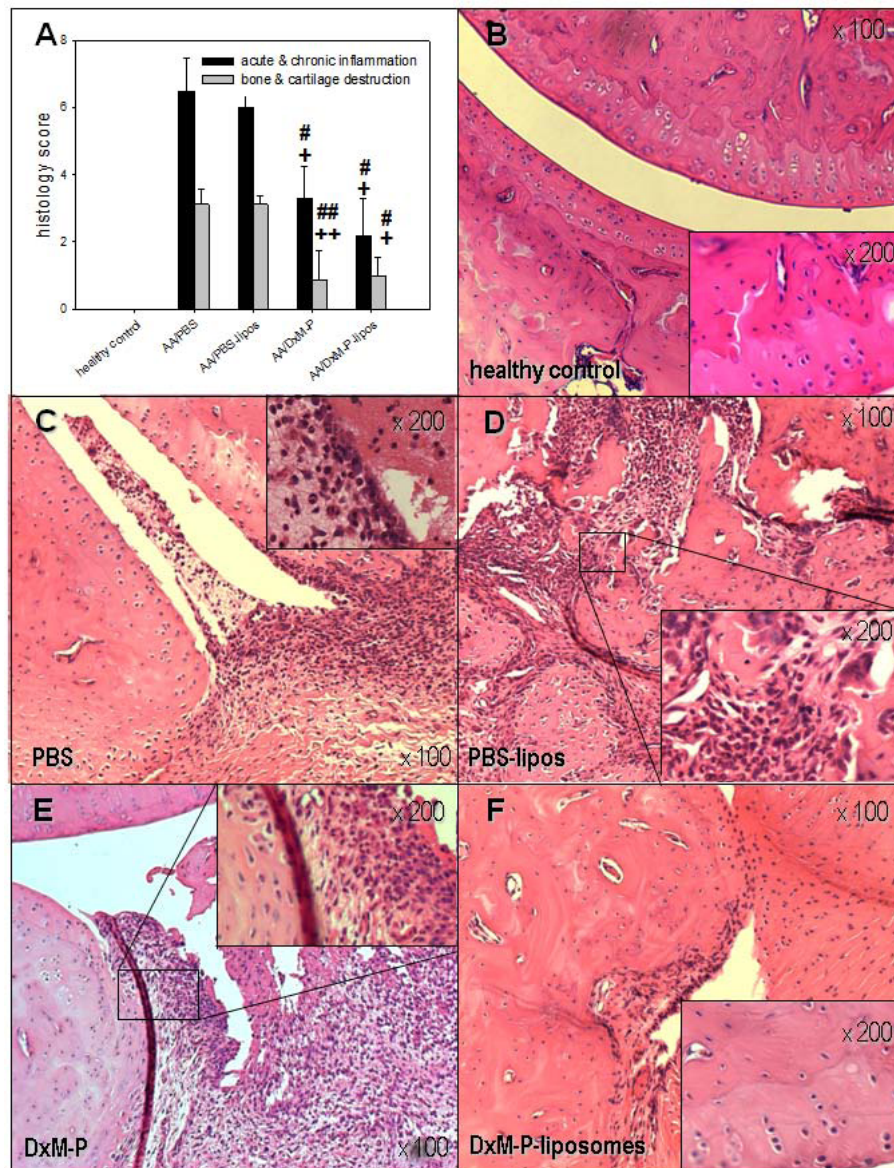 A
8
6
4
2
0
histology score
acute & chronic inflammation
bone & cartilage destruction
#
+
##
++
#
+
#
+
healthy control
AA/PBS
AA/PBS-lipos
AA/DxM-P
AA/DxM-P-lipos
B
x 100
x 200
healthy control
C
x 200
PBS
x 100
D
x 100
x 200
PBS-lipos
E
x 200
DxM-P
x 100
F
x 100
x 200
DxM-P-liposomes